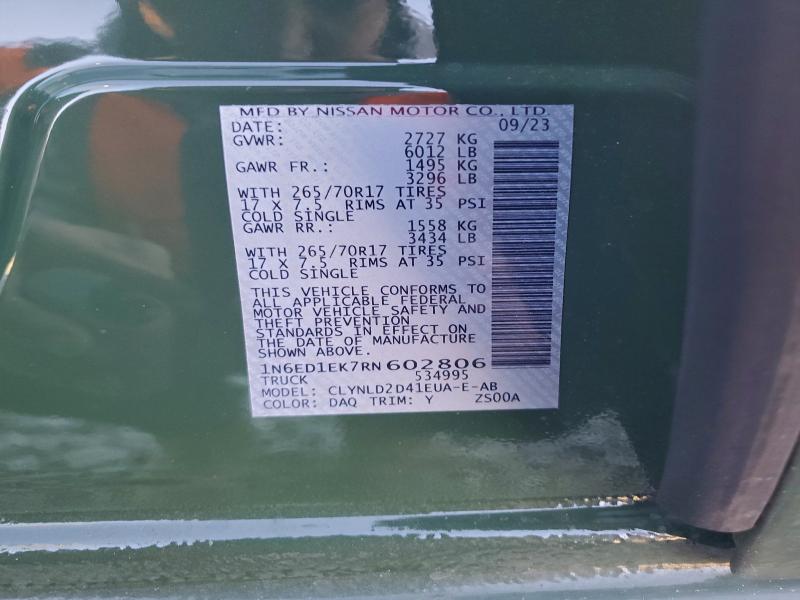 MFD BY NISSAN MOTOR CO., LTD.
DATE: 09/23
GVWR: 2727 KG
6012 LB
GAWR FR.: 1495 KG
3296 LB
WITH 265/70R17 TIRES
17 X 7.5 RIMS AT 35 PSI
COLD SINGLE
GAWR RR.: 1558 KG
3434 LB
WITH 265/70R17 TIRES
17 X 7.5 RIMS AT 35 PSI
COLD SINGLE
THIS VEHICLE CONFORMS TO
ALL APPLICABLE FEDERAL
MOTOR VEHICLE SAFETY AND
THEFT PREVENTION
STANDARDS IN EFFECT ON
THE DATE OF MANUFACTURE
SHOWN ABOVE.
1N6ED1EK7RN602806
TRUCK 534995
MODEL: CLYNLD2D41EUA-E-AB
COLOR: DAQ TRIM: Y ZS00A